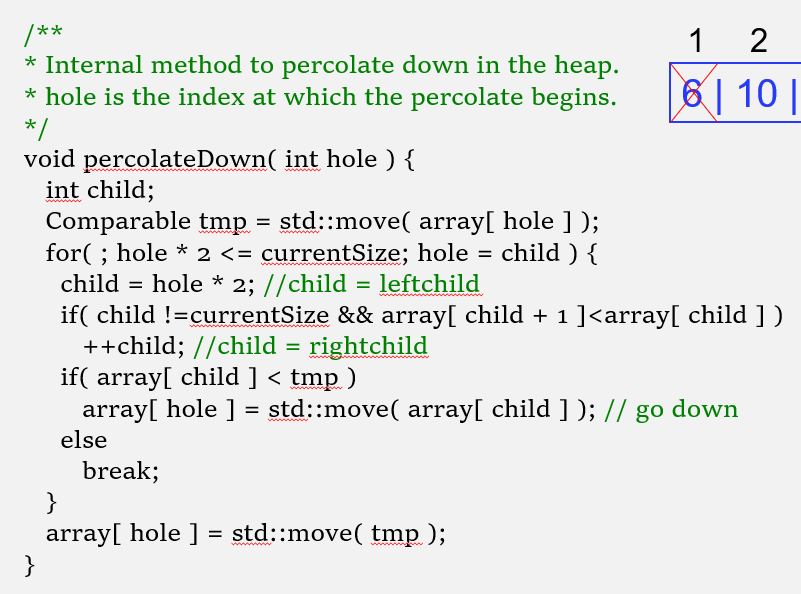 /**
* Internal method to percolate down in the heap.
* hole is the index at which the percolate begins.
*/
void percolateDown( int hole ) {
int child;
Comparable tmp = std::move( array[ hole ] );
for( ; hole * 2 <= currentSize; hole = child ) {
child = hole * 2; //child = leftchild
if( child !=currentSize && array[ child + 1 ]<array[ child ] )
++child; //child = rightchild
if( array[ child ] < tmp )
array[ hole ] = std::move( array[ child ] ); // go down
else
break;
}
array[ hole ] = std::move( tmp );
}
1 2
6 | 10 |